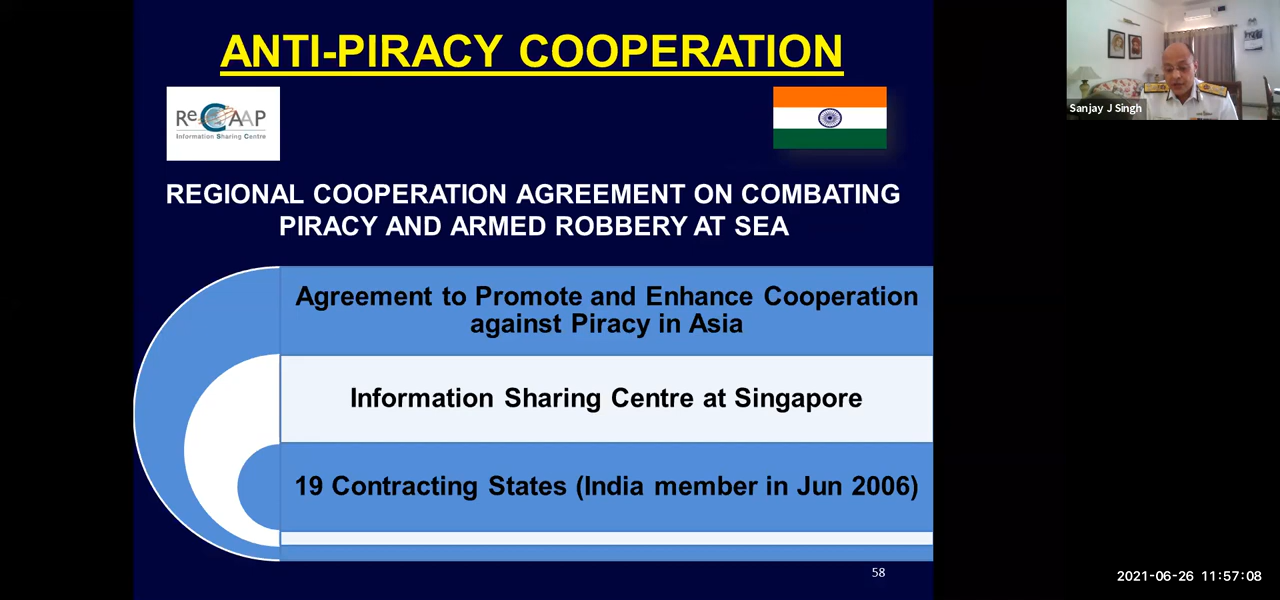 ANTI-PIRACY COOPERATION
ReCAAP
Information Sharing Centre
Sanjay J Singh
REGIONAL COOPERATION AGREEMENT ON COMBATING
PIRACY AND ARMED ROBBERY AT SEA
Agreement to Promote and Enhance Cooperation
against Piracy in Asia
Information Sharing Centre at Singapore
19 Contracting States (India member in Jun 2006)
58
2021-06-26 11:57:08